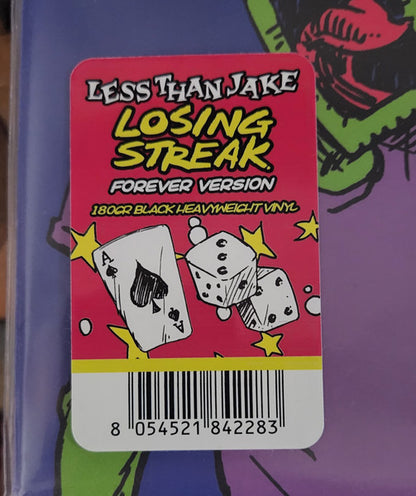 LESS THAN JAKE
LOSING
STREAK
FOREVER VERSION
180GR BLACK HEAVYWEIGHT VINYL
A
A
8 054521 842283